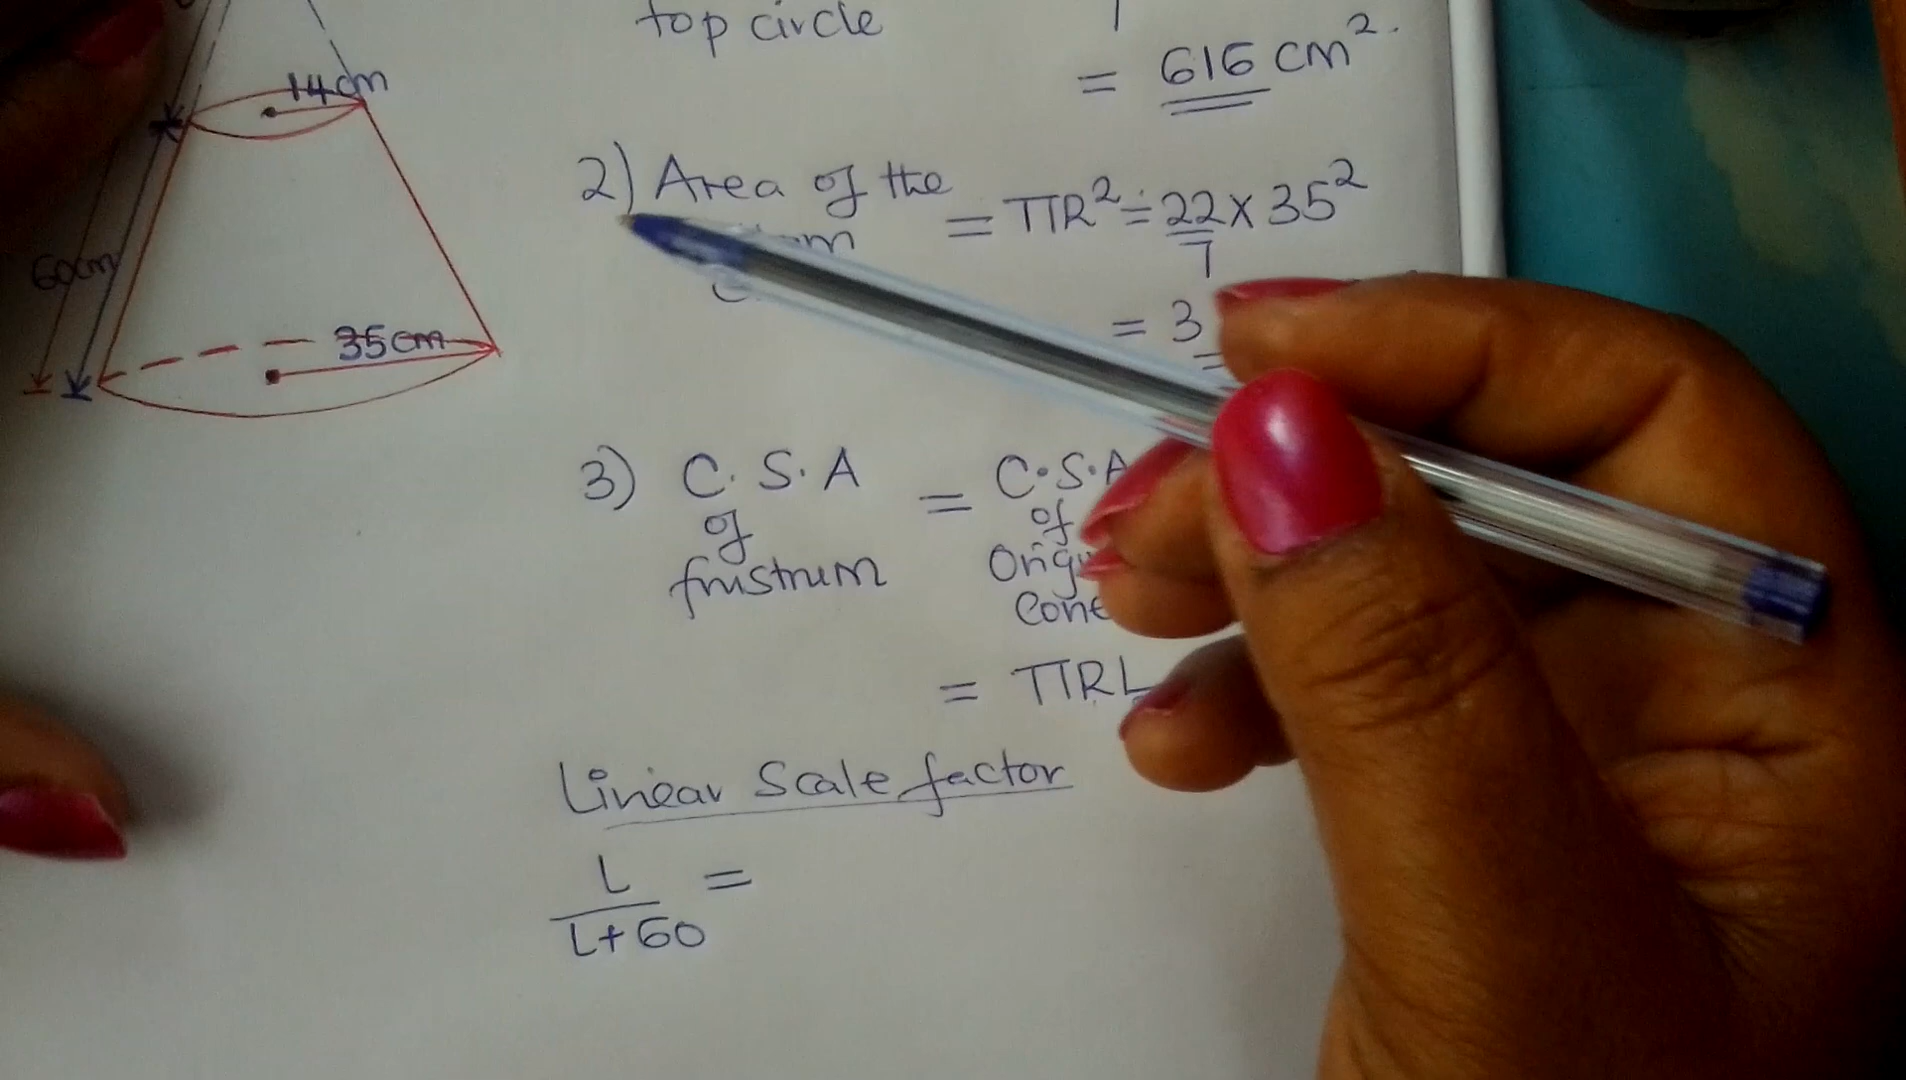 top circle
= 616 cm².
14cm
2) Area of the = πR² = 22 x 35²
7
60cm
= 3
35cm
3) C.S.A = C.S.A
of of
frustrum
Cone
= πRL
Linear Scale factor
L =
L+60